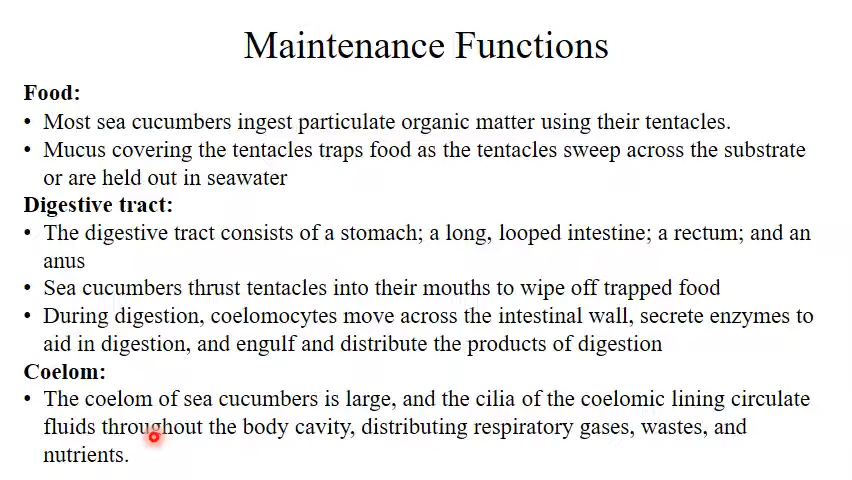 Maintenance Functions
Food:
• Most sea cucumbers ingest particulate organic matter using their tentacles.
• Mucus covering the tentacles traps food as the tentacles sweep across the substrate
or are held out in seawater
Digestive tract:
• The digestive tract consists of a stomach; a long, looped intestine; a rectum; and an
anus
• Sea cucumbers thrust tentacles into their mouths to wipe off trapped food
• During digestion, coelomocytes move across the intestinal wall, secrete enzymes to
aid in digestion, and engulf and distribute the products of digestion
Coelom:
• The coelom of sea cucumbers is large, and the cilia of the coelomic lining circulate
fluids throughout the body cavity, distributing respiratory gases, wastes, and
nutrients.